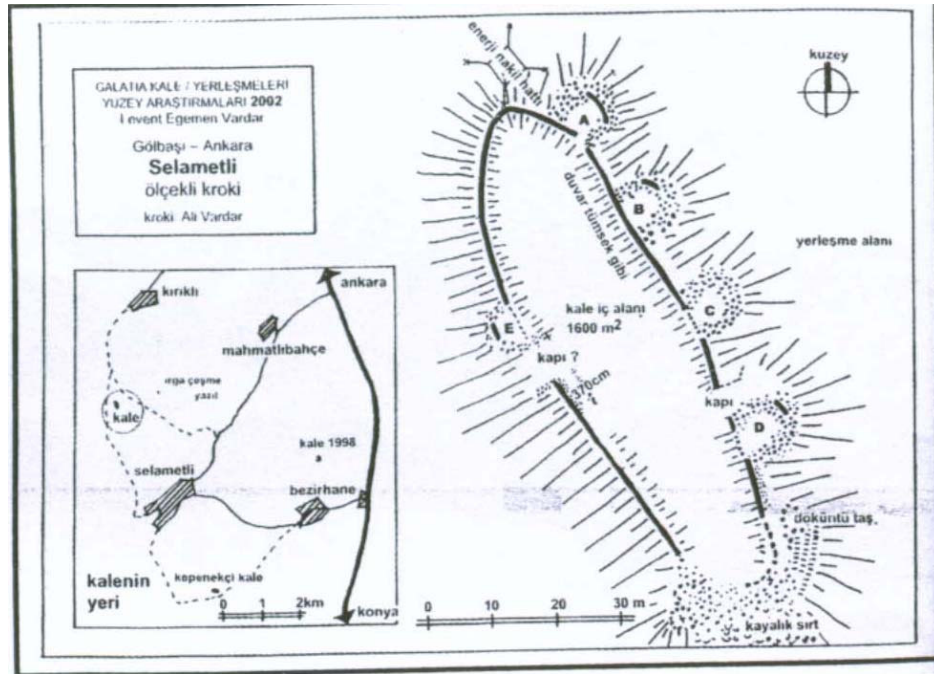 GALATIA KALE / YERLEŞMELERİ
YÜZEY ARAŞTIRMALARI 2002
Levent Egemen Vardar
Gölbaşı – Ankara
Selametli
ölçekli kroki
kroki: Ali Vardar
kırıklı
ankara
mahmatlıbahçe
çeşme
yazıt
kale
kale 1998
selametli
bezirhane
kepenekçi kale
kalenin
yeri
0 1 2km
konya
enerji nakil hattı
kuzey
A
duvar tümsek gibi
B
yerleşme alanı
C
E
kale iç alanı
1600 m²
kapı ?
370cm
kapı
D
döküntü taş
kayalık sırt
0 10 20 30 m